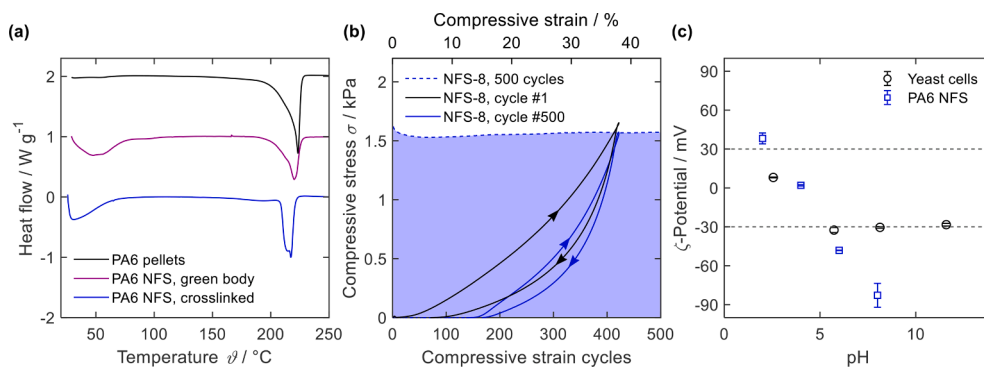 (a)
Heat flow / W g⁻¹
2
1
0
-1
-2
PA6 pellets
PA6 NFS, green body
PA6 NFS, crosslinked
50 100 150 200 250
Temperature 𝜗 / °C
(b)
Compressive strain / %
0 10 20 30 40
Compressive stress σ / kPa
2
1.5
1
0.5
0
NFS-8, 500 cycles
NFS-8, cycle #1
NFS-8, cycle #500
0 100 200 300 400 500
Compressive strain cycles
(c)
ζ-Potential / mV
90
60
30
0
-30
-60
-90
Yeast cells
PA6 NFS
0 5 10
pH